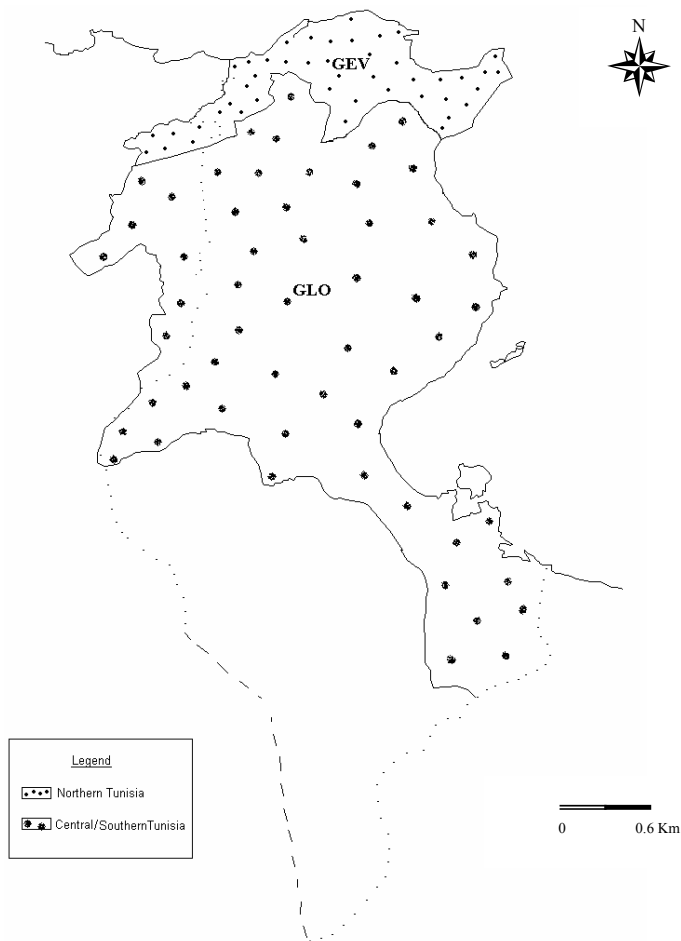 N
GEV
GLO
Legend
Northern Tunisia
Central/SouthernTunisia
0 0.6 Km